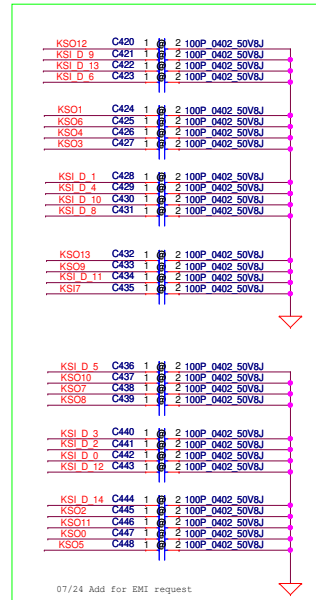 KSO12 C420 1 @ 2 100P_0402_50V8J
KSI_D_9 C421 1 @ 2 100P_0402_50V8J
KSI_D_13 C422 1 @ 2 100P_0402_50V8J
KSI_D_6 C423 1 @ 2 100P_0402_50V8J
KSO1 C424 1 @ 2 100P_0402_50V8J
KSO6 C425 1 @ 2 100P_0402_50V8J
KSO4 C426 1 @ 2 100P_0402_50V8J
KSO3 C427 1 @ 2 100P_0402_50V8J
KSI_D_1 C428 1 @ 2 100P_0402_50V8J
KSI_D_4 C429 1 @ 2 100P_0402_50V8J
KSI_D_10 C430 1 @ 2 100P_0402_50V8J
KSI_D_8 C431 1 @ 2 100P_0402_50V8J
KSO13 C432 1 @ 2 100P_0402_50V8J
KSO9 C433 1 @ 2 100P_0402_50V8J
KSI_D_11 C434 1 @ 2 100P_0402_50V8J
KSI7 C435 1 @ 2 100P_0402_50V8J
KSI_D_5 C436 1 @ 2 100P_0402_50V8J
KSO10 C437 1 @ 2 100P_0402_50V8J
KSO7 C438 1 @ 2 100P_0402_50V8J
KSO8 C439 1 @ 2 100P_0402_50V8J
KSI_D_3 C440 1 @ 2 100P_0402_50V8J
KSI_D_2 C441 1 @ 2 100P_0402_50V8J
KSI_D_0 C442 1 @ 2 100P_0402_50V8J
KSI_D_12 C443 1 @ 2 100P_0402_50V8J
KSI_D_14 C444 1 @ 2 100P_0402_50V8J
KSO2 C445 1 @ 2 100P_0402_50V8J
KSO11 C446 1 @ 2 100P_0402_50V8J
KSO0 C447 1 @ 2 100P_0402_50V8J
KSO5 C448 1 @ 2 100P_0402_50V8J
07/24 Add for EMI request